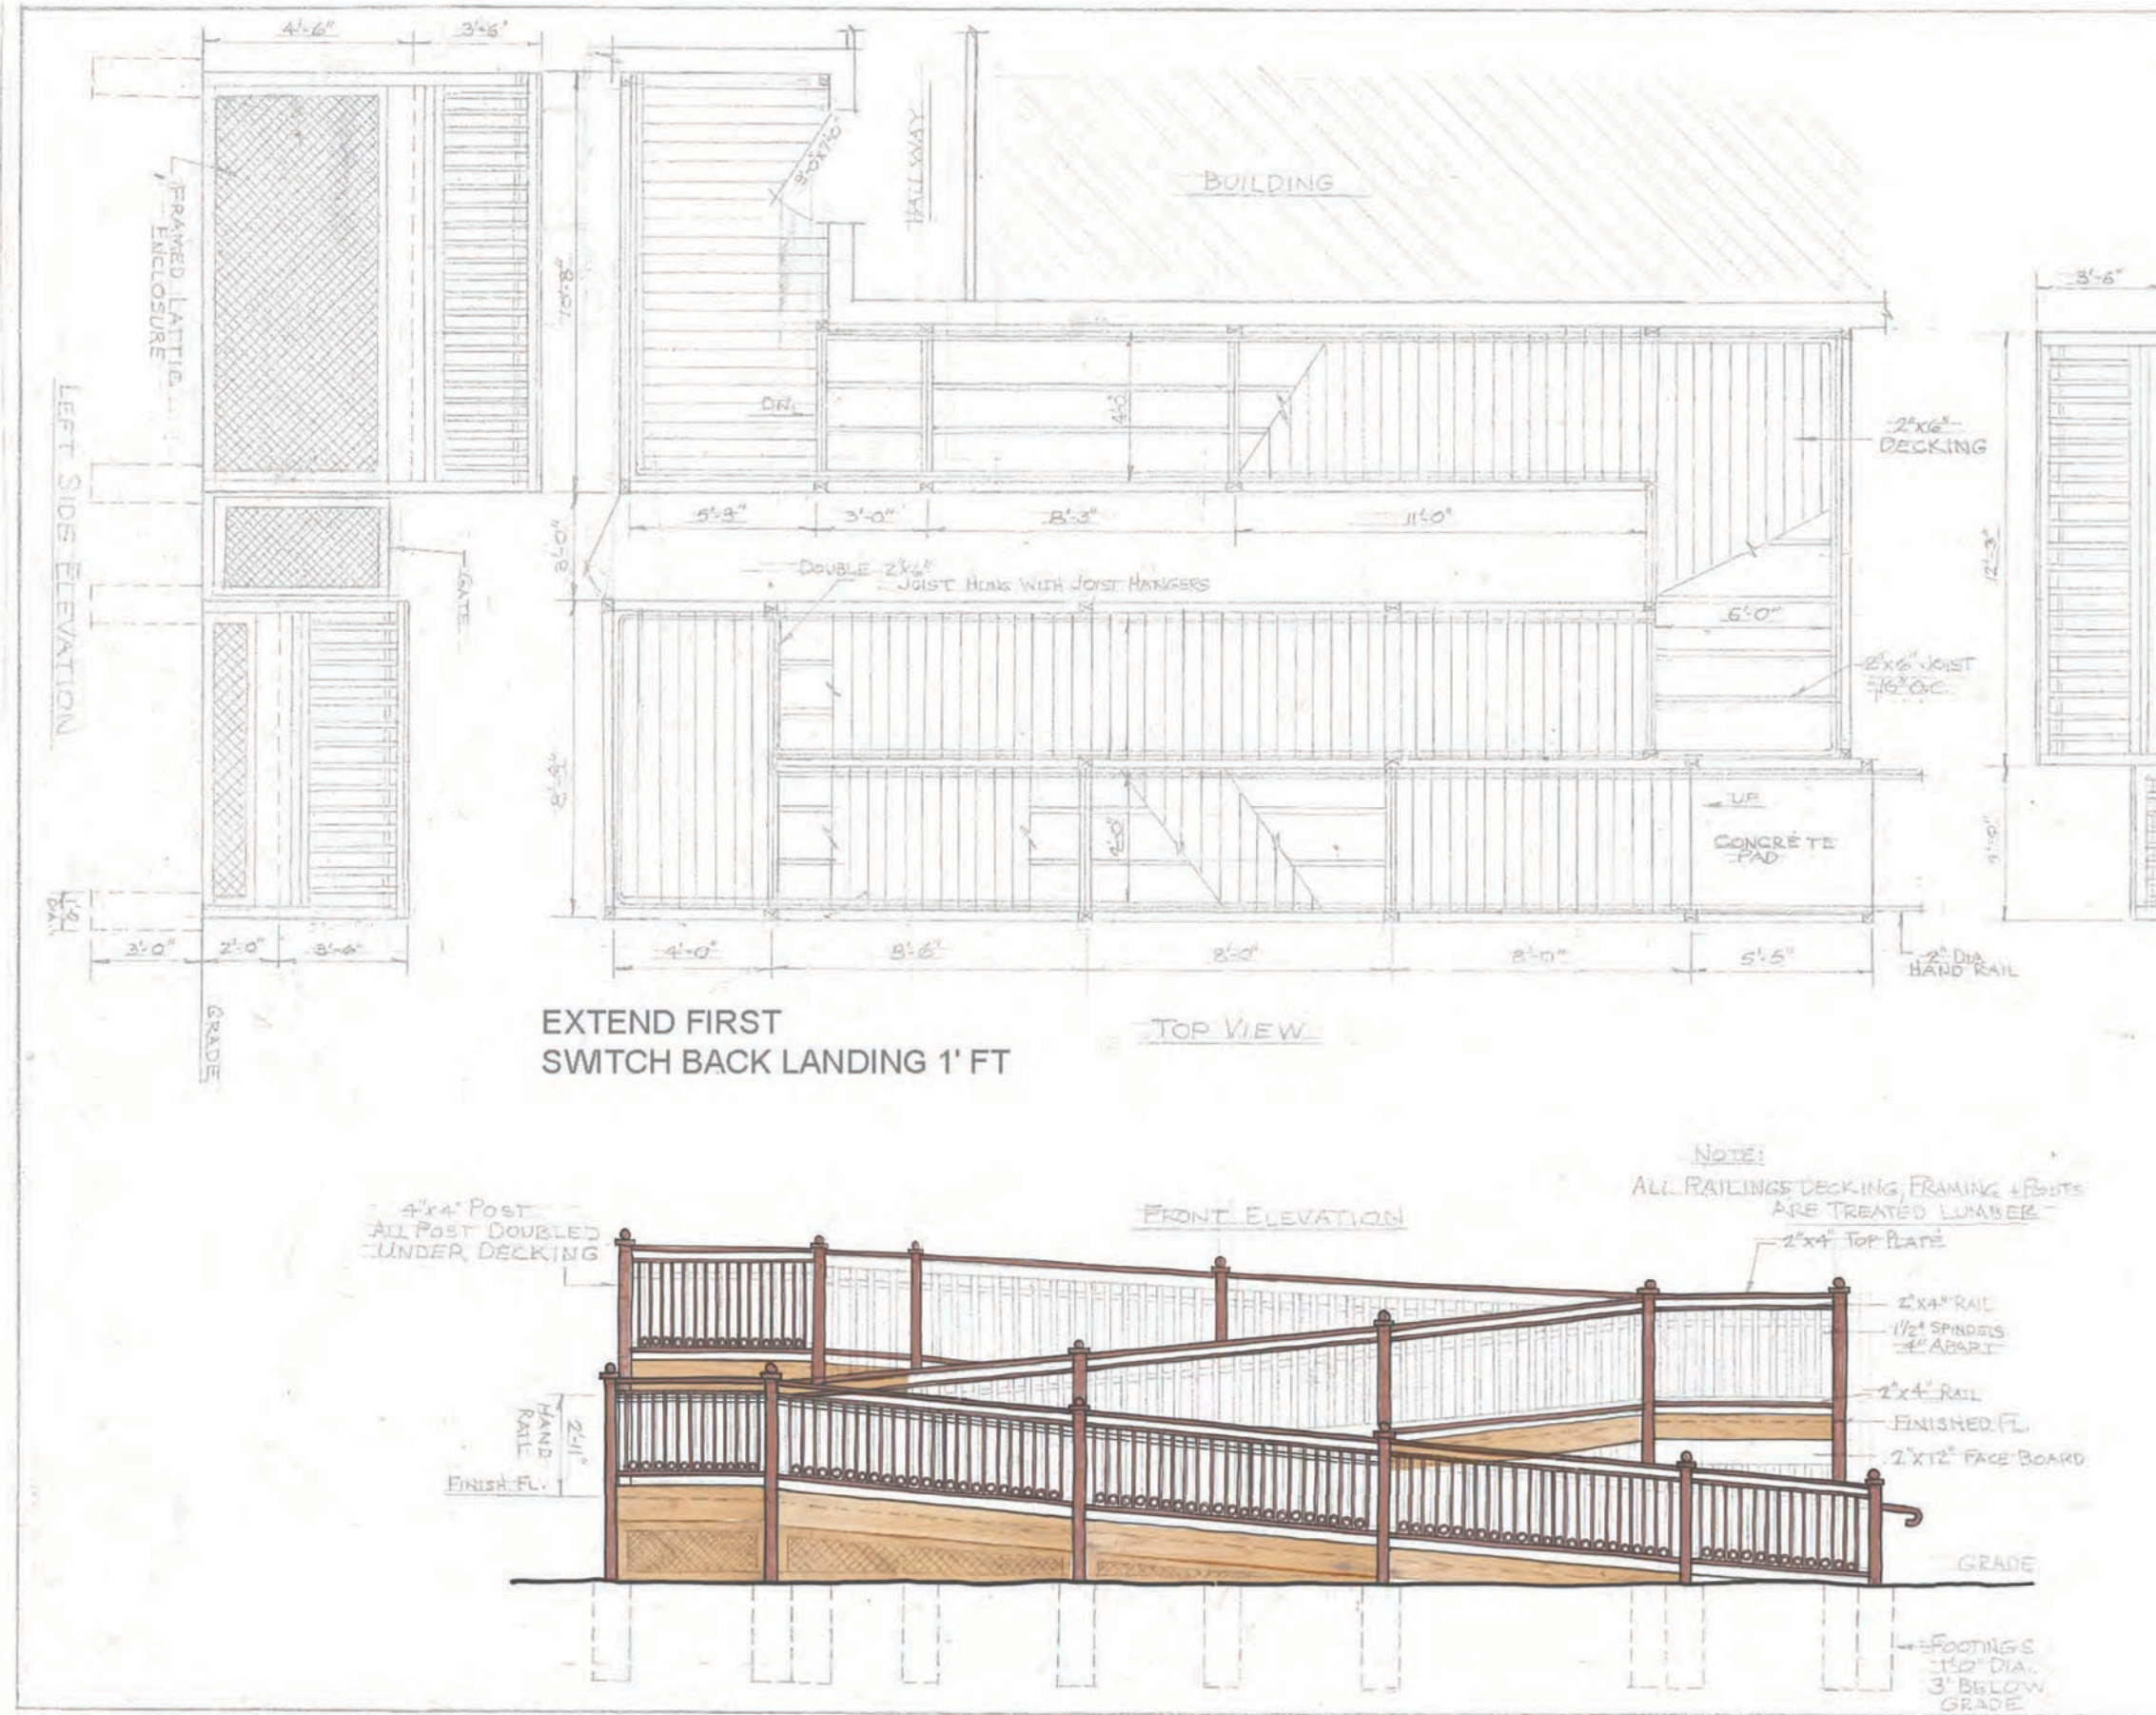 4'-6"
3'-6"
FRAMED LATTICE
ENCLOSURE
LEFT SIDE ELEVATION
GATE
10'-8"
3'-0"
8'-4"
1'-0"
DIA.
3'-0"
2'-0"
3'-6"
GRADE
3'-0"x7'-0"
HALLWAY
BUILDING
DN.
4'-0"
5'-3"
3'-0"
8'-3"
11'-0"
2"x6"
DECKING
DOUBLE 2"x6"
JOIST HUNG WITH JOIST HANGERS
6'-0"
2"x6" JOIST
16" O.C.
UP
CONCRETE
PAD
4'-0"
4'-0"
8'-6"
8'-0"
8'-0"
5'-5"
2" DIA
HAND RAIL
3'-6"
12'-3"
4'-0"
EXTEND FIRST
SWITCH BACK LANDING 1' FT
TOP VIEW
NOTE:
ALL RAILINGS DECKING, FRAMING + POSTS
ARE TREATED LUMBER
4"x4" POST
ALL POST DOUBLED
UNDER DECKING
FRONT ELEVATION
2"x4" TOP PLATE
2"x4" RAIL
1 1/2" SPINDELS
4" APART
2"x4" RAIL
FINISHED FL.
2"x12" FACE BOARD
HAND
RAIL
2'-11"
FINISH FL.
GRADE
FOOTINGS
1'-0" DIA.
3' BELOW
GRADE